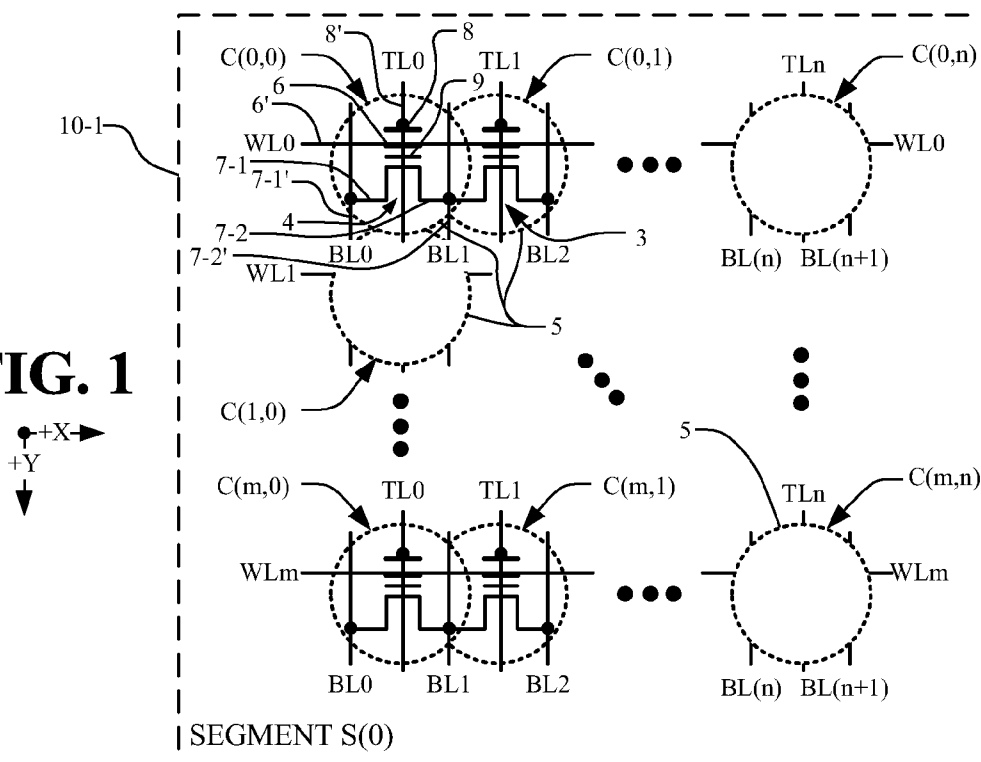 8' 8
C(0,0) TL0 TL1 C(0,1) TLn C(0,n)
6 9
6'
10-1 WL0 WL0
7-1
7-1'
4 3
7-2
BL0 BL1 BL2 BL(n) BL(n+1)
7-2'
WL1
5
FIG. 1
C(1,0)
+X
5
+Y
C(m,0) TL0 TL1 C(m,1) TLn C(m,n)
WLm WLm
BL0 BL1 BL2 BL(n) BL(n+1)
SEGMENT S(0)